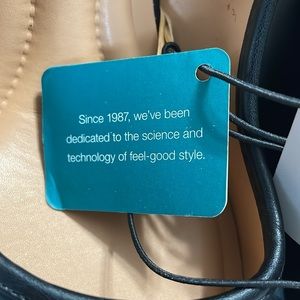 Since 1987, we've been
dedicated to the science and
technology of feel-good style.